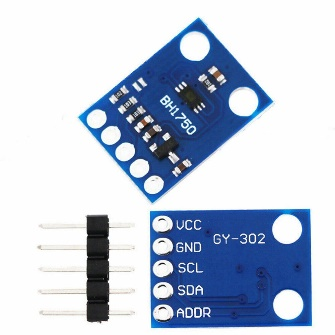 BH1750
VCC
GND
GY-302
SCL
SDA
ADDR